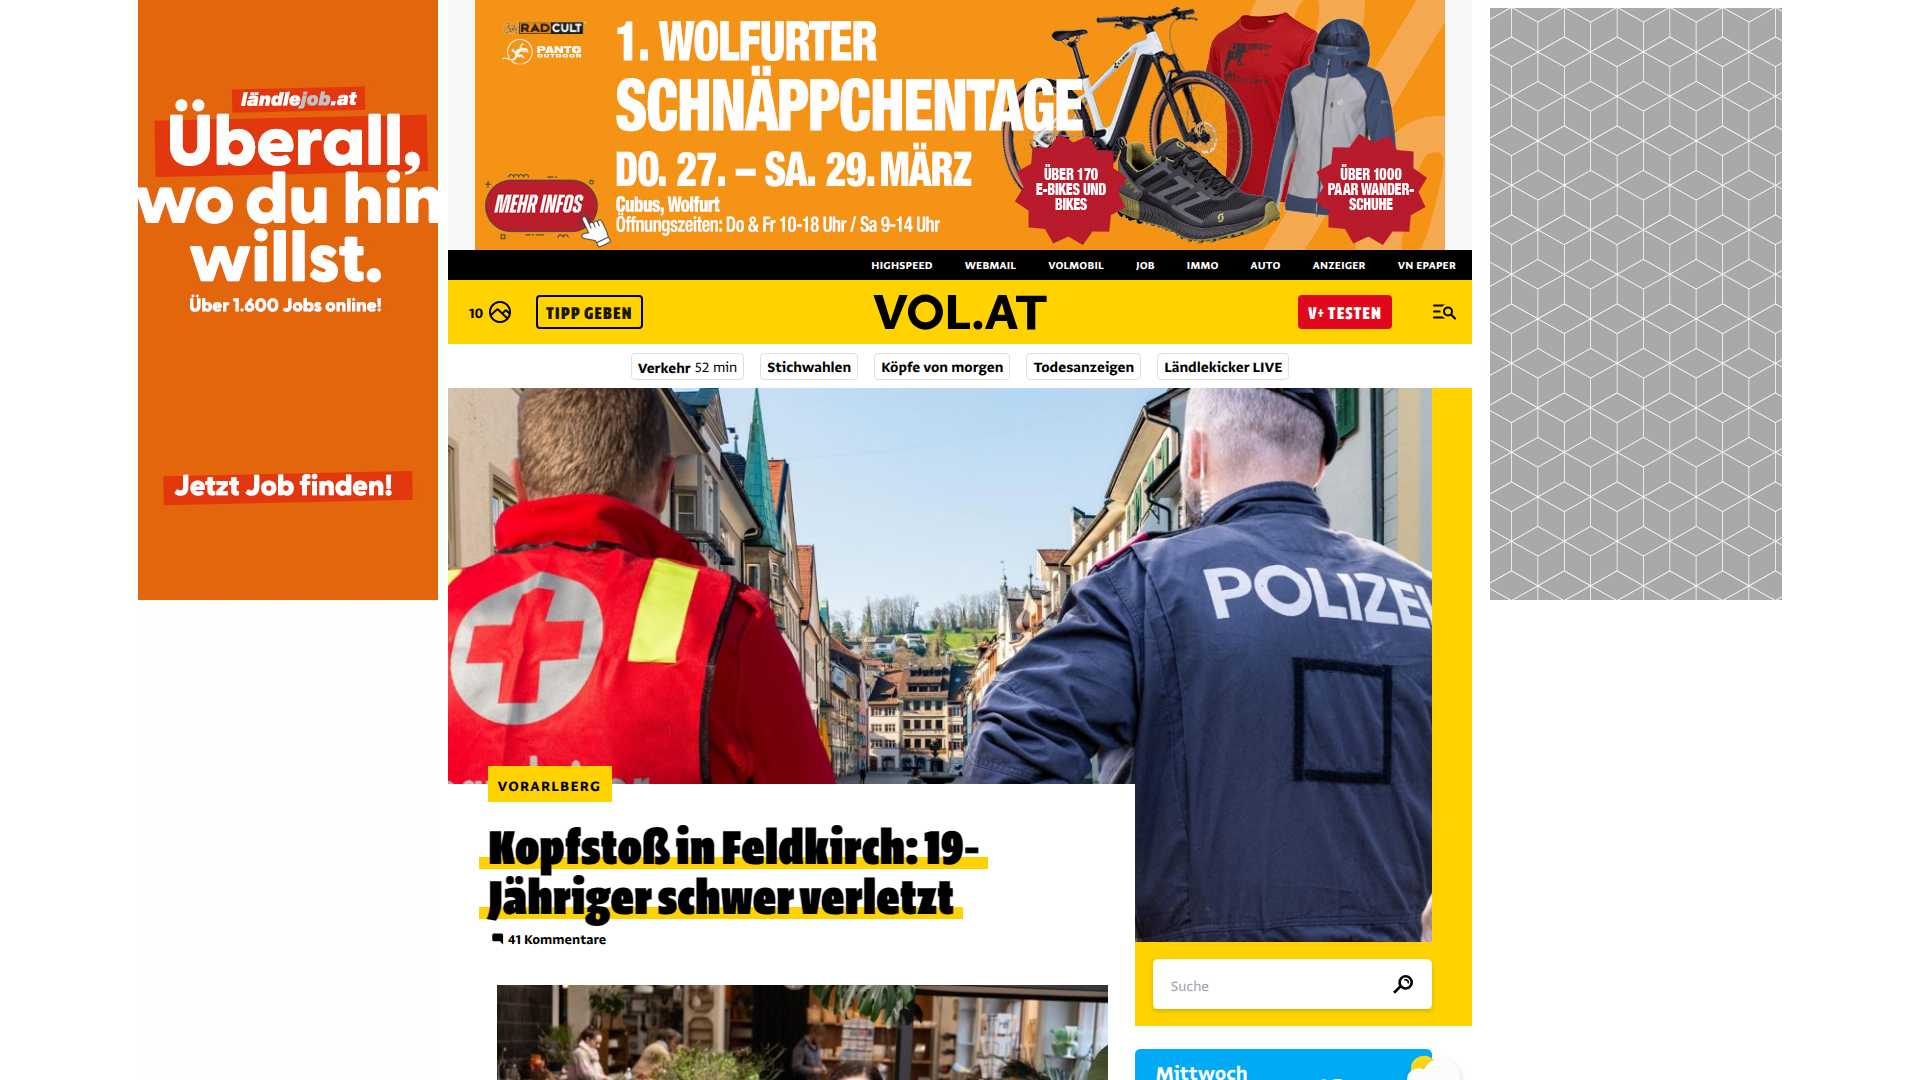 ländlejob.at
Überall,
wo du hin
willst.
Über 1.600 Jobs online!
Jetzt Job finden!
RADCULT
PANTO
OUTDOOR
1. WOLFURTER
SCHNÄPPCHENTAGE
DO. 27. – SA. 29. MÄRZ
Cubus, Wolfurt
Öffnungszeiten: Do & Fr 10-18 Uhr / Sa 9-14 Uhr
MEHR INFOS
ÜBER 170
E-BIKES UND
BIKES
ÜBER 1000
PAAR WANDER-
SCHUHE
HIGHSPEED WEBMAIL VOLMOBIL JOB IMMO AUTO ANZEIGER VN EPAPER
10 TIPP GEBEN VOL.AT V+ TESTEN
Verkehr 52 min Stichwahlen Köpfe von morgen Todesanzeigen Ländlekicker LIVE
POLIZEI
VORARLBERG
Kopfstoß in Feldkirch: 19-
Jähriger schwer verletzt
41 Kommentare
Suche
Mittwoch